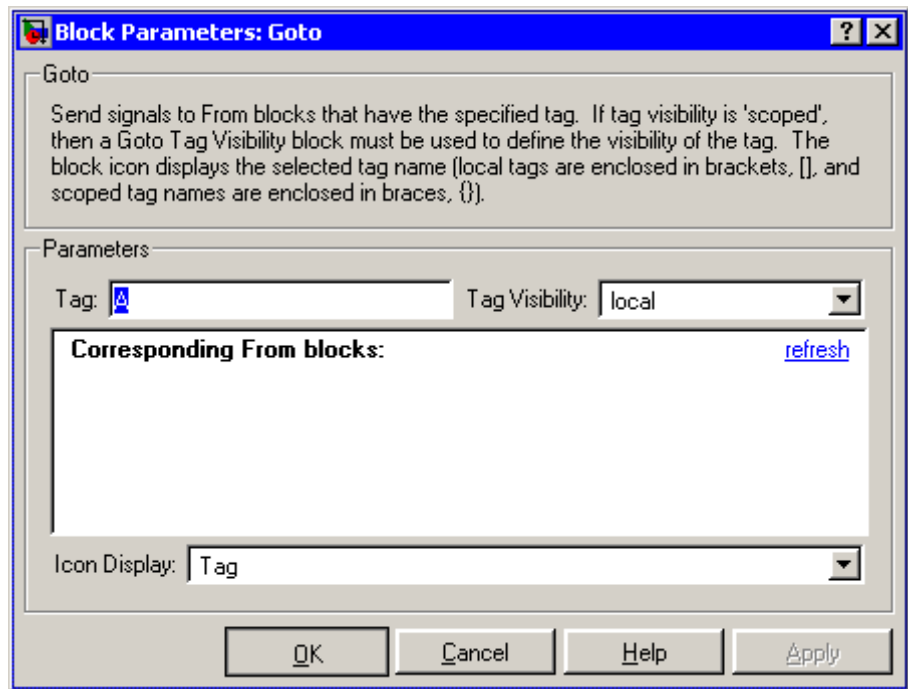 Block Parameters: Goto
Goto
Send signals to From blocks that have the specified tag. If tag visibility is 'scoped',
then a Goto Tag Visibility block must be used to define the visibility of the tag. The
block icon displays the selected tag name (local tags are enclosed in brackets, [], and
scoped tag names are enclosed in braces, {}).
Parameters
Tag: A Tag Visibility: local
Corresponding From blocks: refresh
Icon Display: Tag
OK Cancel Help Apply